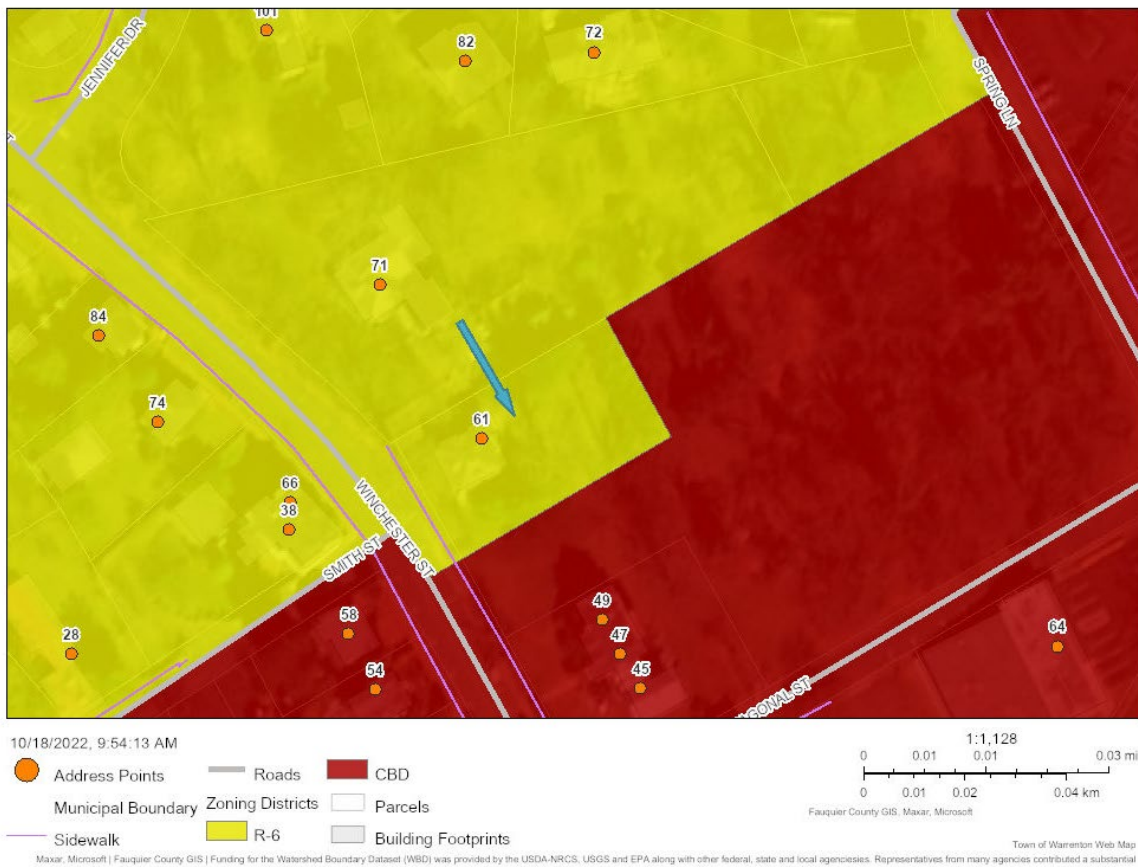 101
82
72
JENNIFER DR
SPRING LN
71
84
61
74
66
38
WINCHESTER ST
SMITH ST
58
49
28
47
64
54
45
AGONAL ST
10/18/2022, 9:54:13 AM
Address Points
Municipal Boundary
Sidewalk
Roads
Zoning Districts
R-6
CBD
Parcels
Building Footprints
1:1,128
0 0.01 0.01 0.03 mi
0 0.01 0.02 0.04 km
Fauquier County GIS, Maxar, Microsoft
Town of Warrenton Web Map
Maxar, Microsoft | Fauquier County GIS | Funding for the Watershed Boundary Dataset (WBD) was provided by the USDA-NRCS, USGS and EPA along with other federal, state and local agenciesies. Representatives from many agencies contributed a substantial